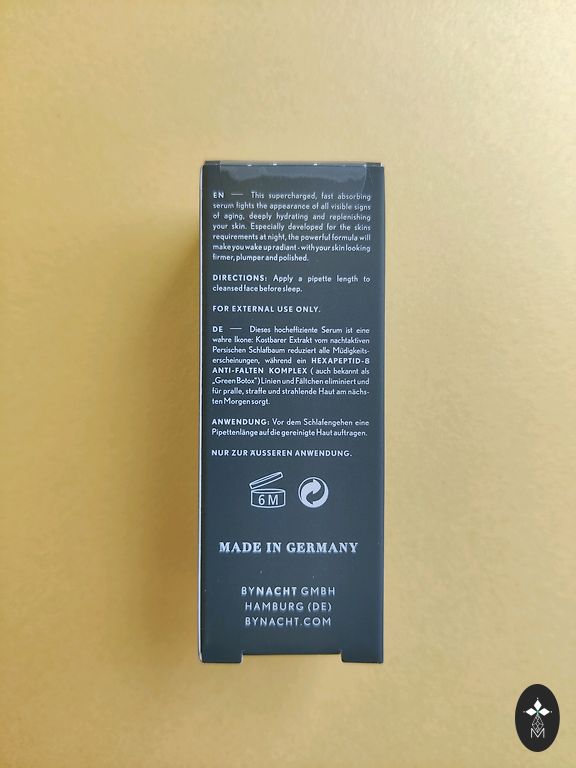 EN — This supercharged, fast absorbing
serum fights the appearance of all visible signs
of aging, deeply hydrating and replenishing
your skin. Especially developed for the skins
requirements at night, the powerful formula will
make you wake up radiant - with your skin looking
firmer, plumper and polished.
DIRECTIONS: Apply a pipette length to
cleansed face before sleep.
FOR EXTERNAL USE ONLY.
DE — Dieses hocheffiziente Serum ist eine
wahre Ikone: Kostbarer Extrakt vom nachtaktiven
Persischen Schlafbaum reduziert alle Müdigkeits-
erscheinungen, während ein HEXAPEPTID-8
ANTI-FALTEN KOMPLEX ( auch bekannt als
„Green Botox") Linien und Fältchen eliminiert und
für pralle, straffe und strahlende Haut am nächs-
ten Morgen sorgt.
ANWENDUNG: Vor dem Schlafengehen eine
Pipettenlänge auf die gereinigte Haut auftragen.
NUR ZUR ÄUSSEREN ANWENDUNG.
6 M
MADE IN GERMANY
BYNACHT GMBH
HAMBURG (DE)
BYNACHT.COM
M